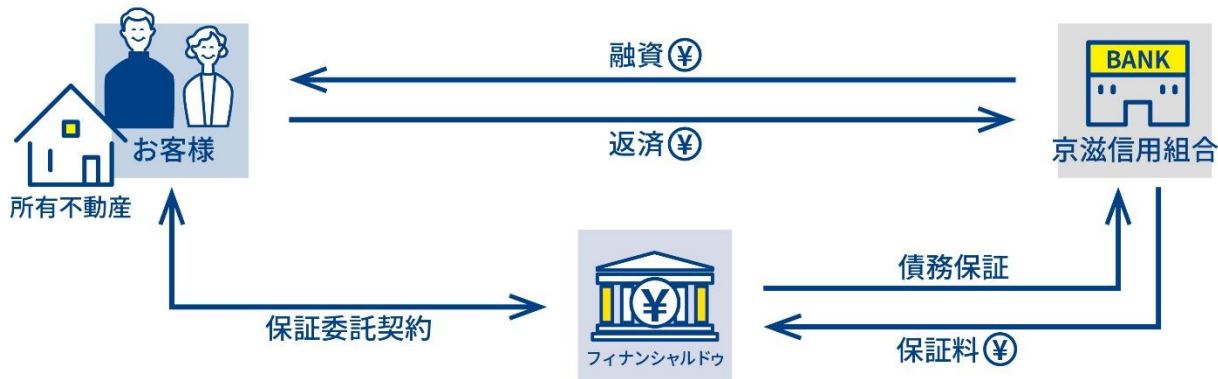 融資¥
BANK
お客様
返済¥
京滋信用組合
所有不動産
債務保証
¥
保証委託契約
フィナンシャルドゥ
保証料¥